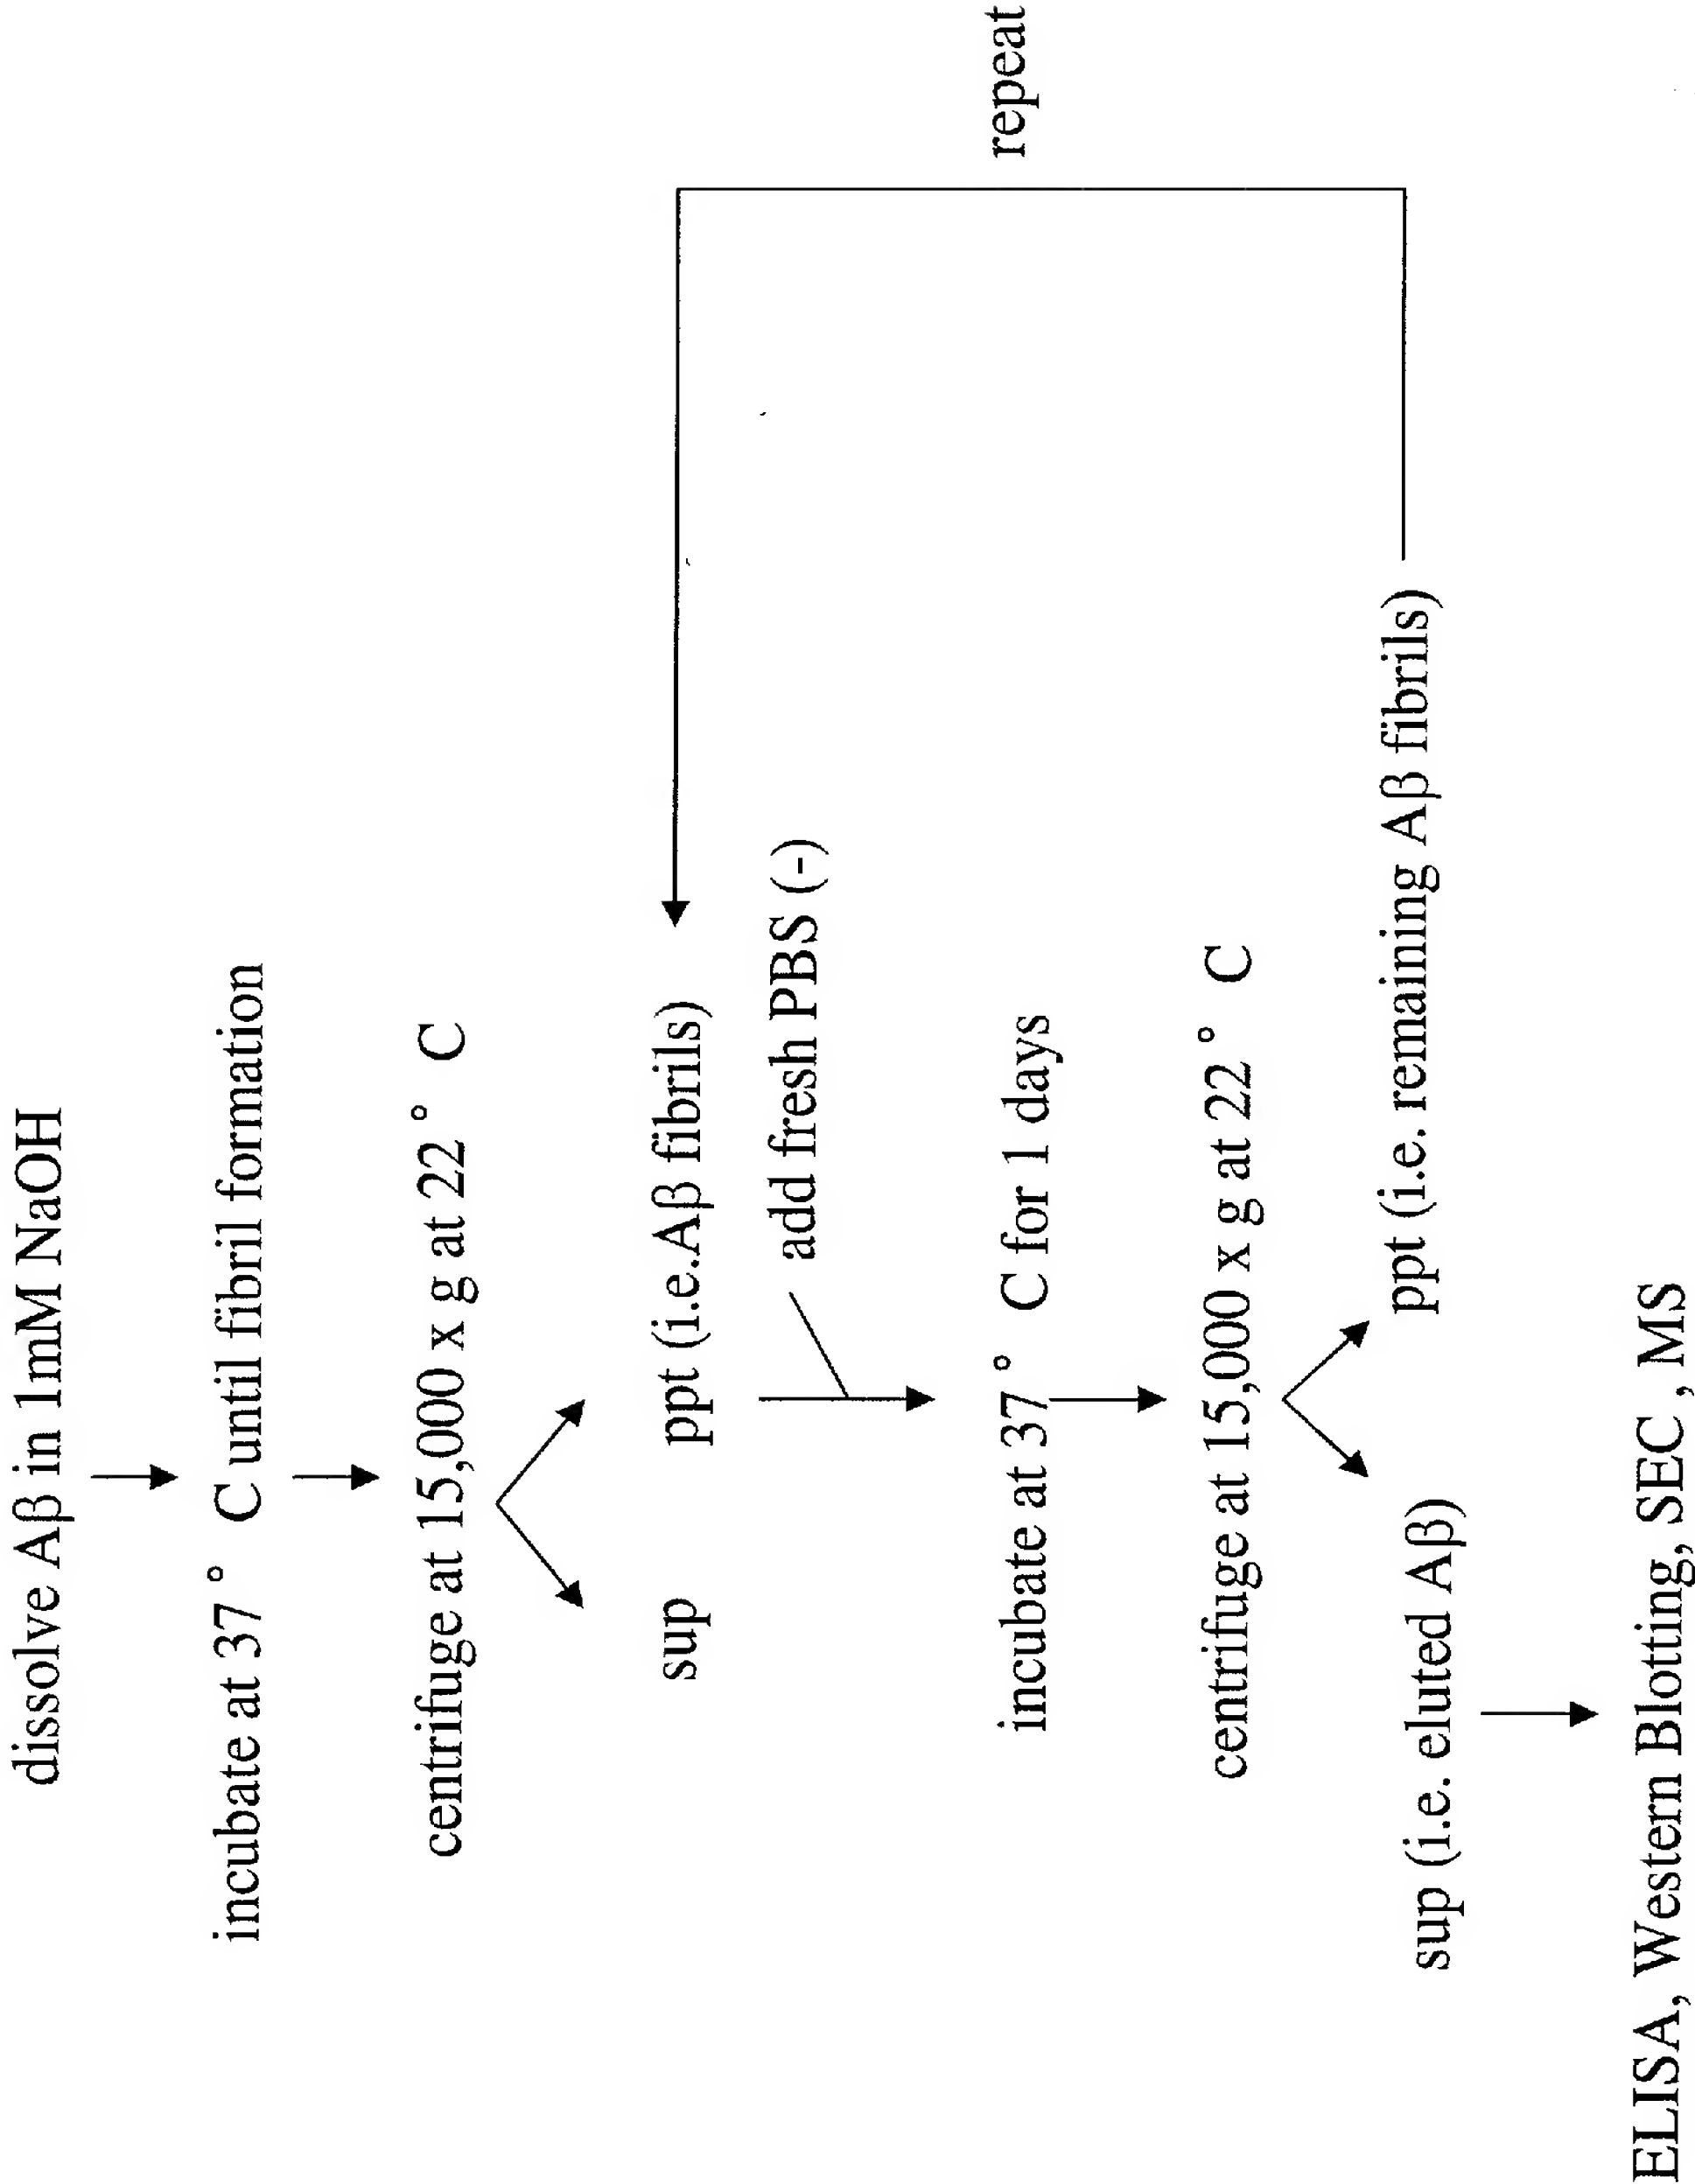 dissolve Aβ in 1mM NaOH
incubate at 37 ° C until fibril formation
centrifuge at 15,000 x g at 22 ° C
sup ppt (i.e.Aβ fibrils)
add fresh PBS (-)
incubate at 37 ° C for 1 days
repeat
centrifuge at 15,000 x g at 22 ° C
sup (i.e. eluted Aβ) ppt (i.e. remaining Aβ fibrils)
ELISA, Western Bloting, SEC , MS